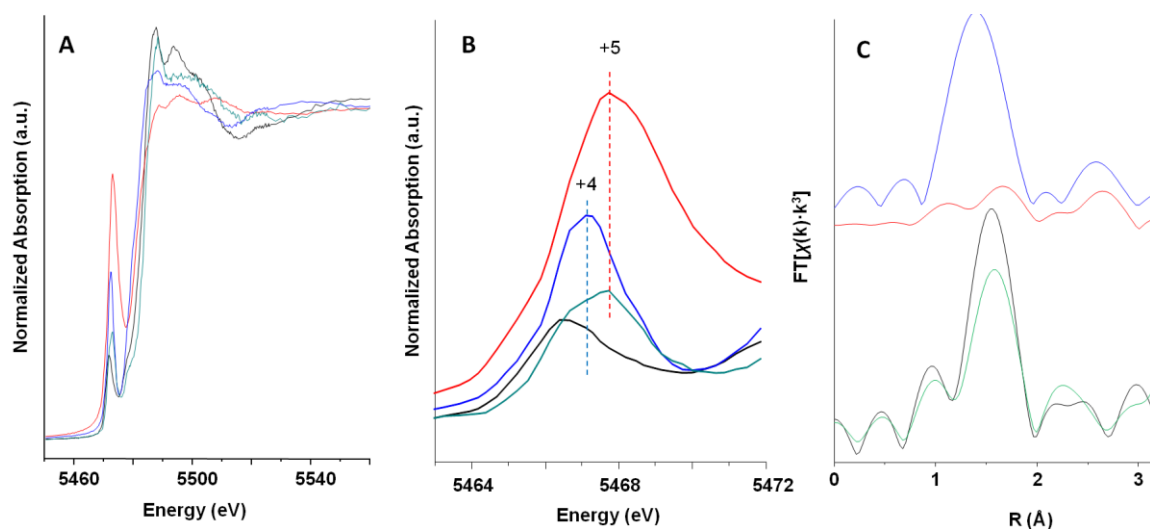 A
Normalized Absorption (a.u.)
5460
5500
5540
Energy (eV)
B
+5
+4
Normalized Absorption (a.u.)
5464
5468
5472
Energy (eV)
C
FT[χ(k)·k³]
0
1
2
3
R (Å)